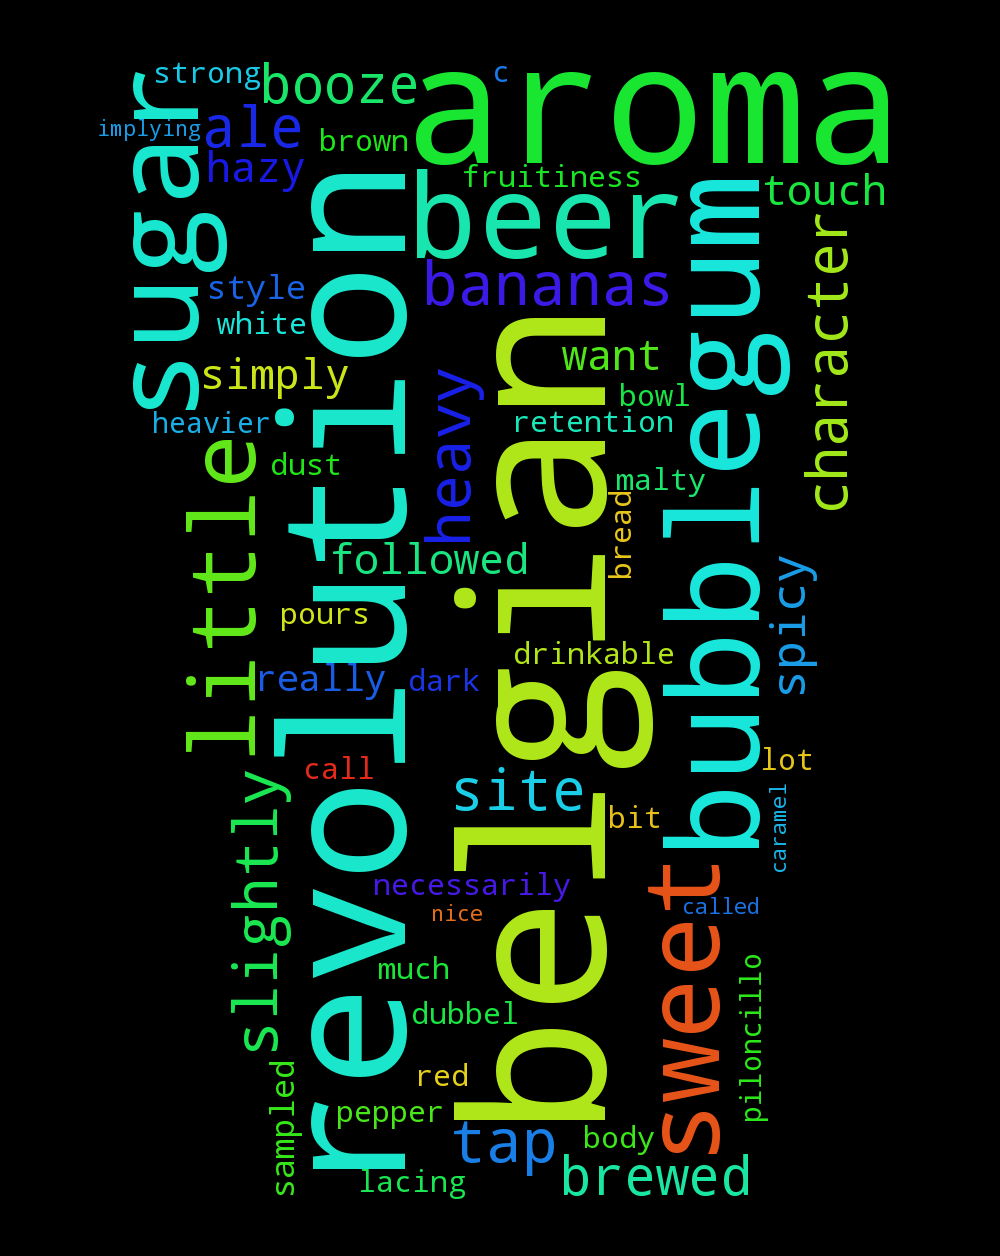 strong
booze
c
aroma
implying
ale
brown
hazy
sugar
fruitiness
beer
touch
revolution
bubblegum
character
bananas
style
white
want
simply
belgian
bowl
heavy
heavier
retention
dust
malty
little
bread
followed
spicy
pours
drinkable
really
dark
call
site
lot
slightly
bit
caramel
necessarily
nice
sweet
called
much
piloncillo
dubbel
red
sampled
pepper
tap
body
lacing
brewed